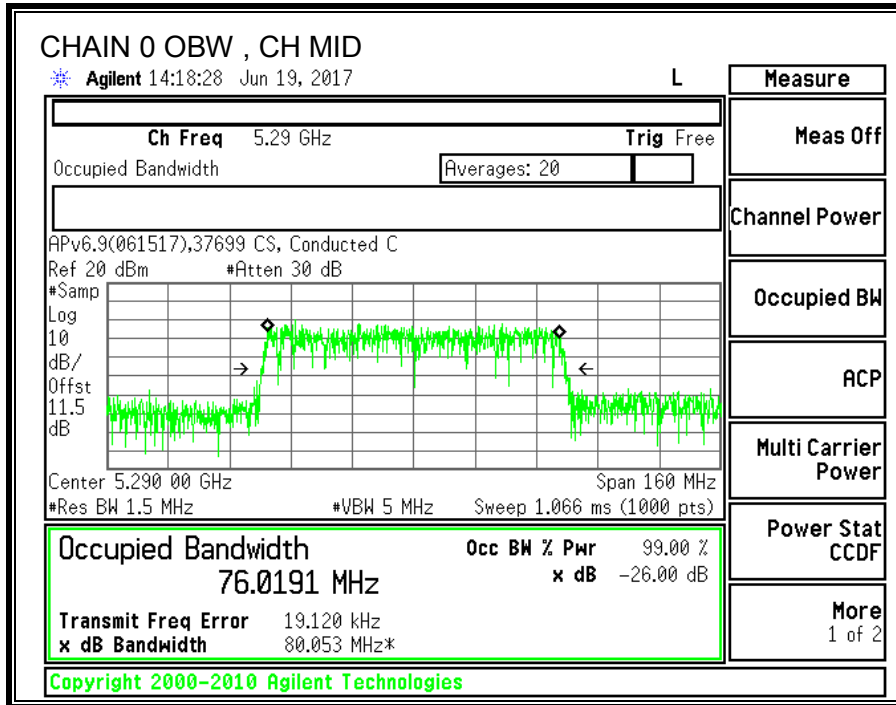 CHAIN 0 OBW , CH MID
Agilent 14:18:28 Jun 19, 2017 L
Measure
Ch Freq 5.29 GHz Trig Free
Meas Off
Occupied Bandwidth Averages: 20
Channel Power
APv6.9(061517),37699 CS, Conducted C
Ref 20 dBm #Atten 30 dB
#Samp
Log
10
dB/
Offst
11.5
dB
Occupied BW
ACP
Center 5.290 00 GHz Span 160 MHz
#Res BW 1.5 MHz #VBW 5 MHz Sweep 1.066 ms (1000 pts)
Multi Carrier
Power
Occupied Bandwidth Occ BW % Pwr 99.00 %
76.0191 MHz x dB -26.00 dB
Power Stat
CCDF
Transmit Freq Error 19.120 kHz
x dB Bandwidth 80.053 MHz*
More
1 of 2
Copyright 2000-2010 Agilent Technologies